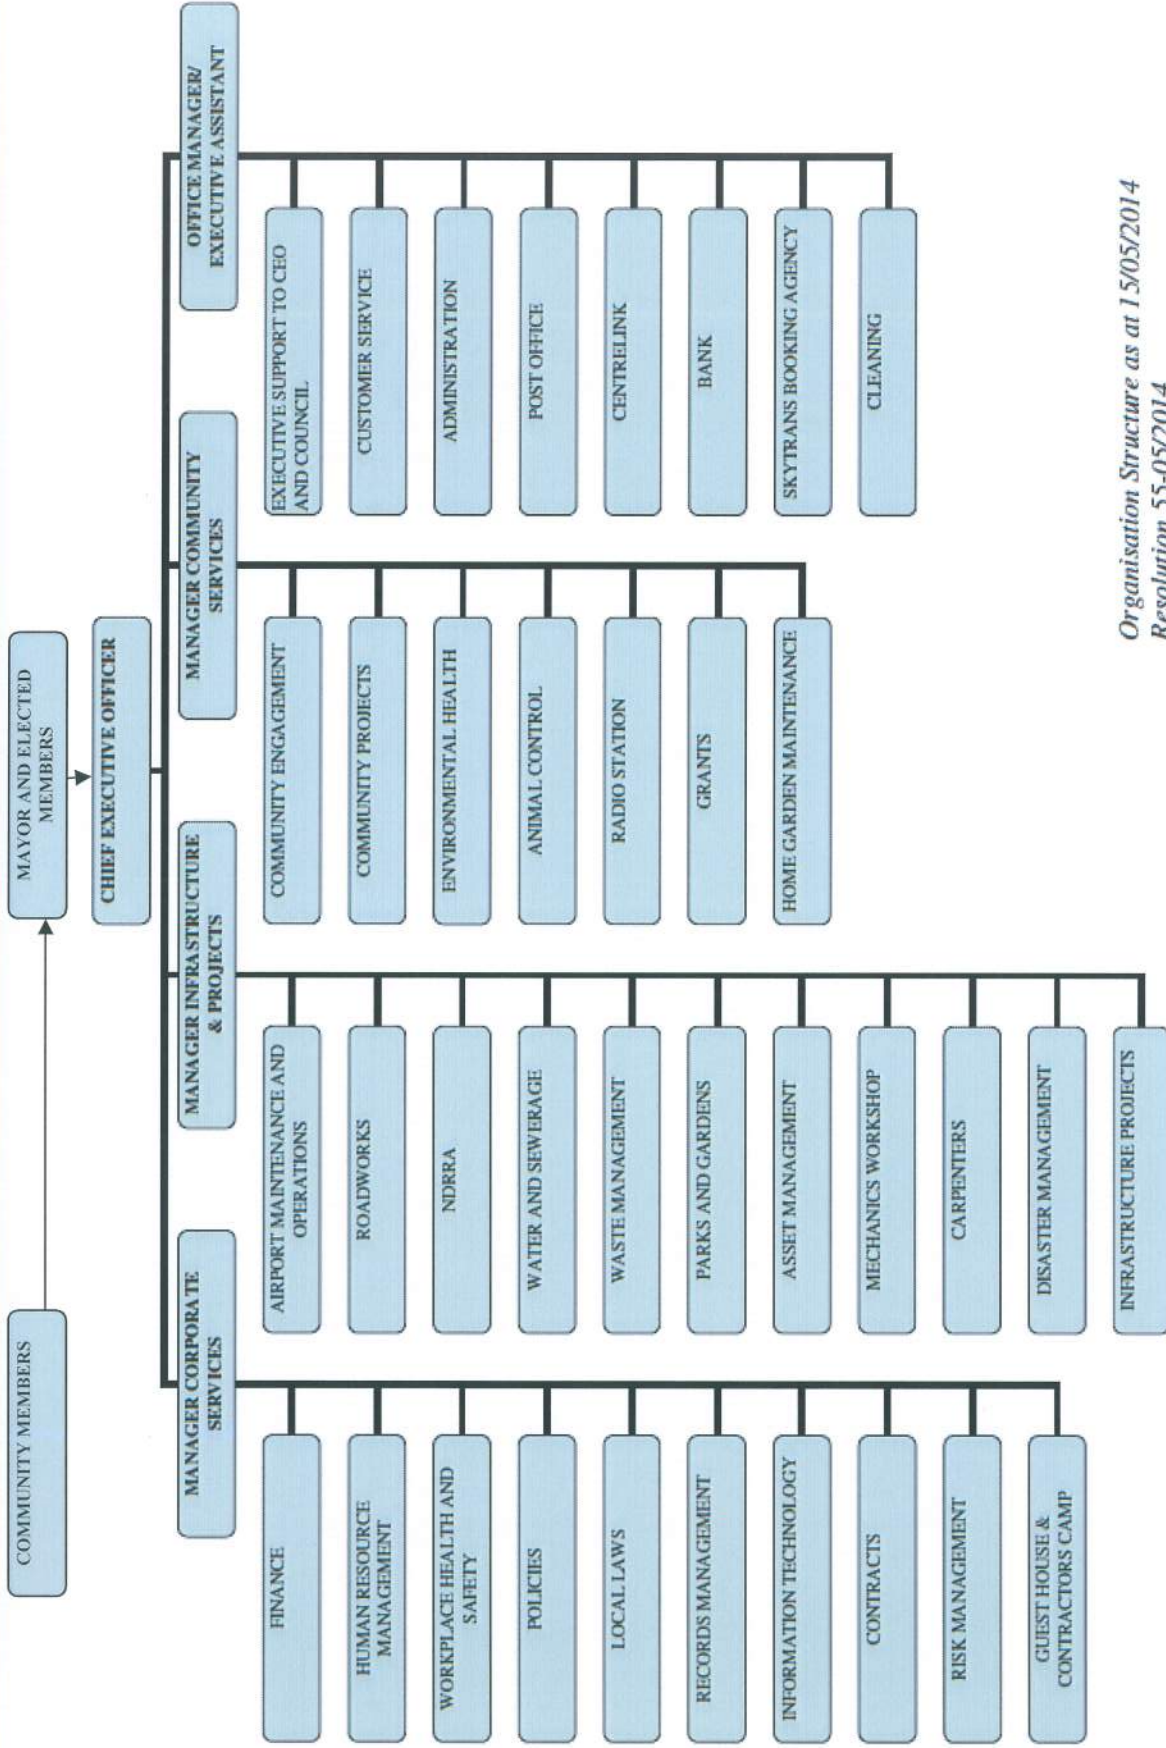 COMMUNITY MEMBERS
MAYOR AND ELECTED
MEMBERS
CHIEF EXECUTIVE OFFICER
MANAGER CORPORATE
SERVICES
FINANCE
HUMAN RESOURCE
MANAGEMENT
WORKPLACE HEALTH AND
SAFETY
POLICIES
LOCAL LAWS
RECORDS MANAGEMENT
INFORMATION TECHNOLOGY
CONTRACTS
RISK MANAGEMENT
GUEST HOUSE &
CONTRACTORS CAMP
MANAGER INFRASTRUCTURE
& PROJECTS
AIRPORT MAINTENANCE AND
OPERATIONS
ROADWORKS
NDRRA
WATER AND SEWERAGE
WASTE MANAGEMENT
PARKS AND GARDENS
ASSET MANAGEMENT
MECHANICS WORKSHOP
CARPENTERS
DISASTER MANAGEMENT
INFRASTRUCTURE PROJECTS
MANAGER COMMUNITY
SERVICES
COMMUNITY ENGAGEMENT
COMMUNITY PROJECTS
ENVIRONMENTAL HEALTH
ANIMAL CONTROL
RADIO STATION
GRANTS
HOME GARDEN MAINTENANCE
OFFICE MANAGER/
EXECUTIVE ASSISTANT
EXECUTIVE SUPPORT TO CEO
AND COUNCIL
CUSTOMER SERVICE
ADMINISTRATION
POST OFFICE
CENTRELINK
BANK
SKYTRANS BOOKING AGENCY
CLEANING
Organisation Structure as at 15/05/2014
Resolution 55-05/2014